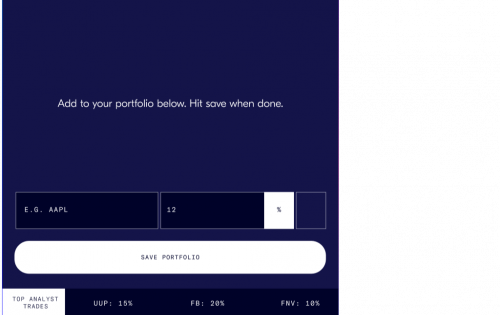 Add to your portfolio below. Hit save when done.
E.G. AAPL
12
%
SAVE PORTFOLIO
TOP ANALYST
TRADES
UUP: 15%
FB: 20%
FNV: 10%